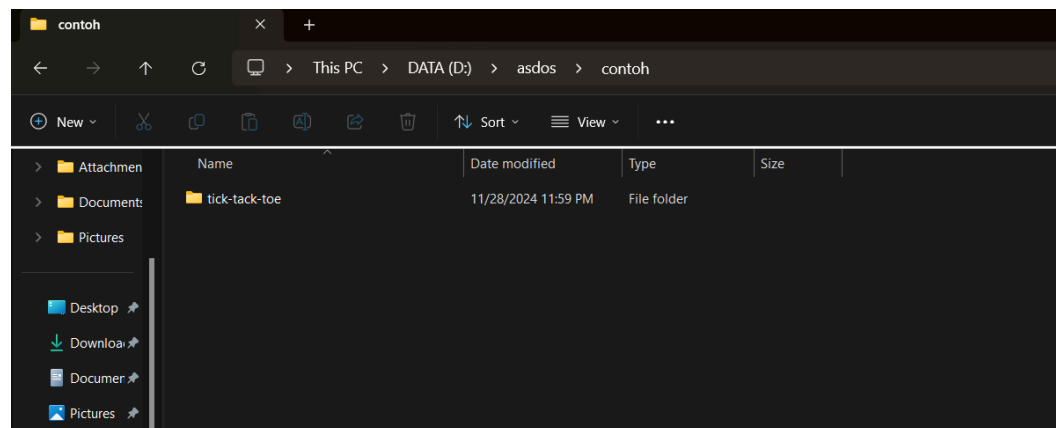 contoh
This PC > DATA (D:) > asdos > contoh
New Sort View ...
Name Date modified Type Size
Attachmen
Documents
Pictures
tick-tack-toe 11/28/2024 11:59 PM File folder
Desktop
Downloa
Documen
Pictures